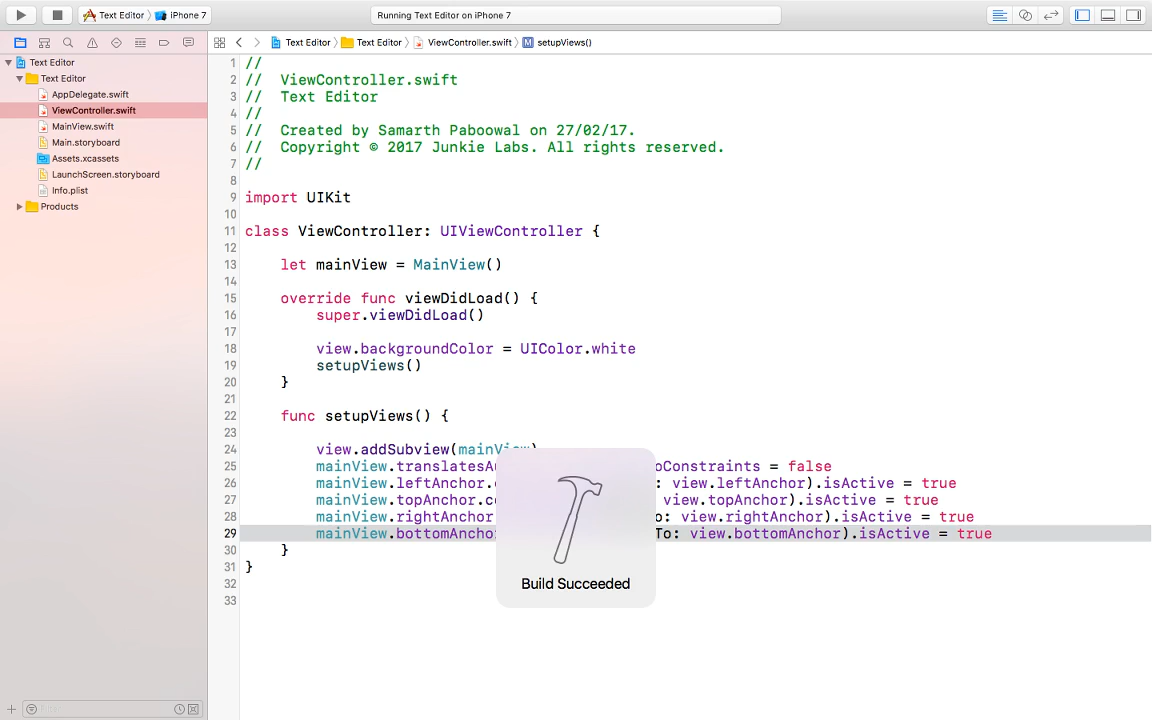 Text Editor
iPhone 7
Running Text Editor on iPhone 7
Text Editor
Text Editor
ViewController.swift
M
setupViews()
Text Editor
Text Editor
AppDelegate.swift
ViewController.swift
MainView.swift
Main.storyboard
Assets.xcassets
LaunchScreen.storyboard
Info.plist
Products
Filter
1 //
2 // ViewController.swift
3 // Text Editor
4 //
5 // Created by Samarth Paboowal on 27/02/17.
6 // Copyright © 2017 Junkie Labs. All rights reserved.
7 //
8
9 import UIKit
10
11 class ViewController: UIViewController {
12
13 let mainView = MainView()
14
15 override func viewDidLoad() {
16 super.viewDidLoad()
17
18 view.backgroundColor = UIColor.white
19 setupViews()
20 }
21
22 func setupViews() {
23
24 view.addSubview(mainView)
25 mainView.translatesA oConstraints = false
26 mainView.leftAnchor. : view.leftAnchor).isActive = true
27 mainView.topAnchor.c view.topAnchor).isActive = true
28 mainView.rightAnchor o: view.rightAnchor).isActive = true
29 mainView.bottomAncho To: view.bottomAnchor).isActive = true
30 }
31 }
32
33
Build Succeeded